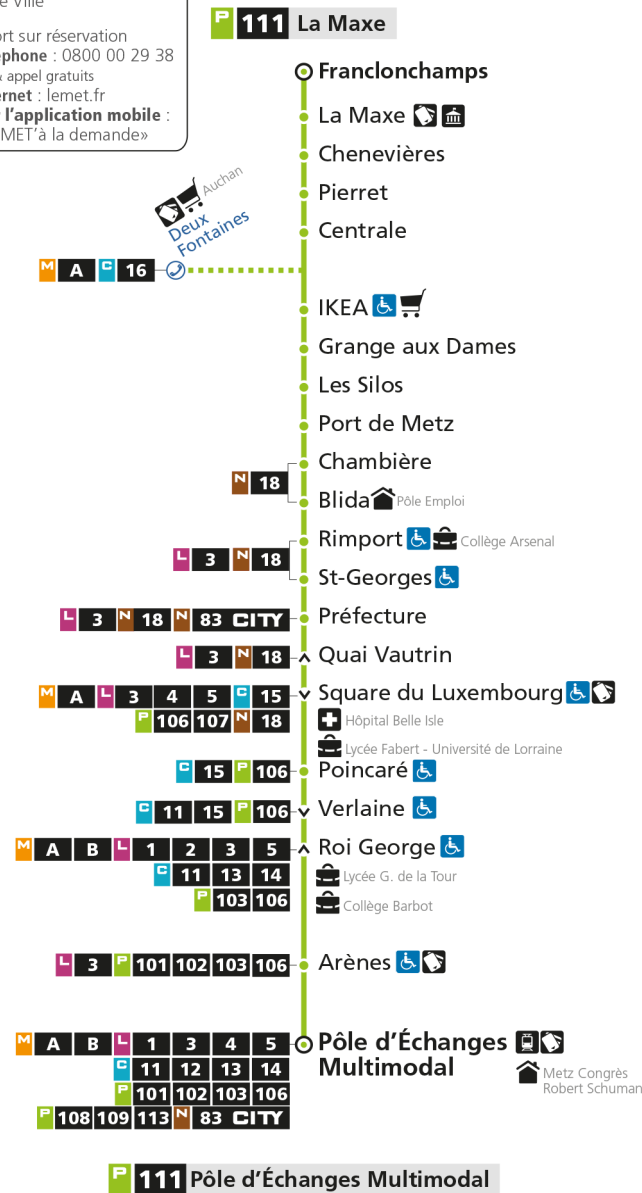 Ville
P 111 La Maxe
rt sur réservation
phone : 0800 00 29 38
appel gratuits
rnet : lemet.fr
l'application mobile :
MET'à la demande»
Franclonchamps
La Maxe
Chenevières
Pierret
Centrale
Auchan
Deux
Fontaines
M A C 16
IKEA
Grange aux Dames
Les Silos
Port de Metz
Chambière
N 18
Blida Pôle Emploi
Rimport Collège Arsenal
L 3 N 18
St-Georges
L 3 N 18 N 83 CITY Préfecture
L 3 N 18 Quai Vautrin
M A L 3 4 5 C 15 Square du Luxembourg
P 106 107 N 18 Hôpital Belle Isle
Lycée Fabert - Université de Lorraine
C 15 P 106 Poincaré
C 11 15 P 106 Verlaine
M A B L 1 2 3 5 Roi George
C 11 13 14 Lycée G. de la Tour
P 103 106 Collège Barbot
L 3 P 101 102 103 106 Arènes
M A B L 1 3 4 5 Pôle d'Échanges
C 11 12 13 14 Multimodal
Metz Congrès
Robert Schuman
P 101 102 103 106
P 108 109 113 N 83 CITY
P 111 Pôle d'Échanges Multimodal